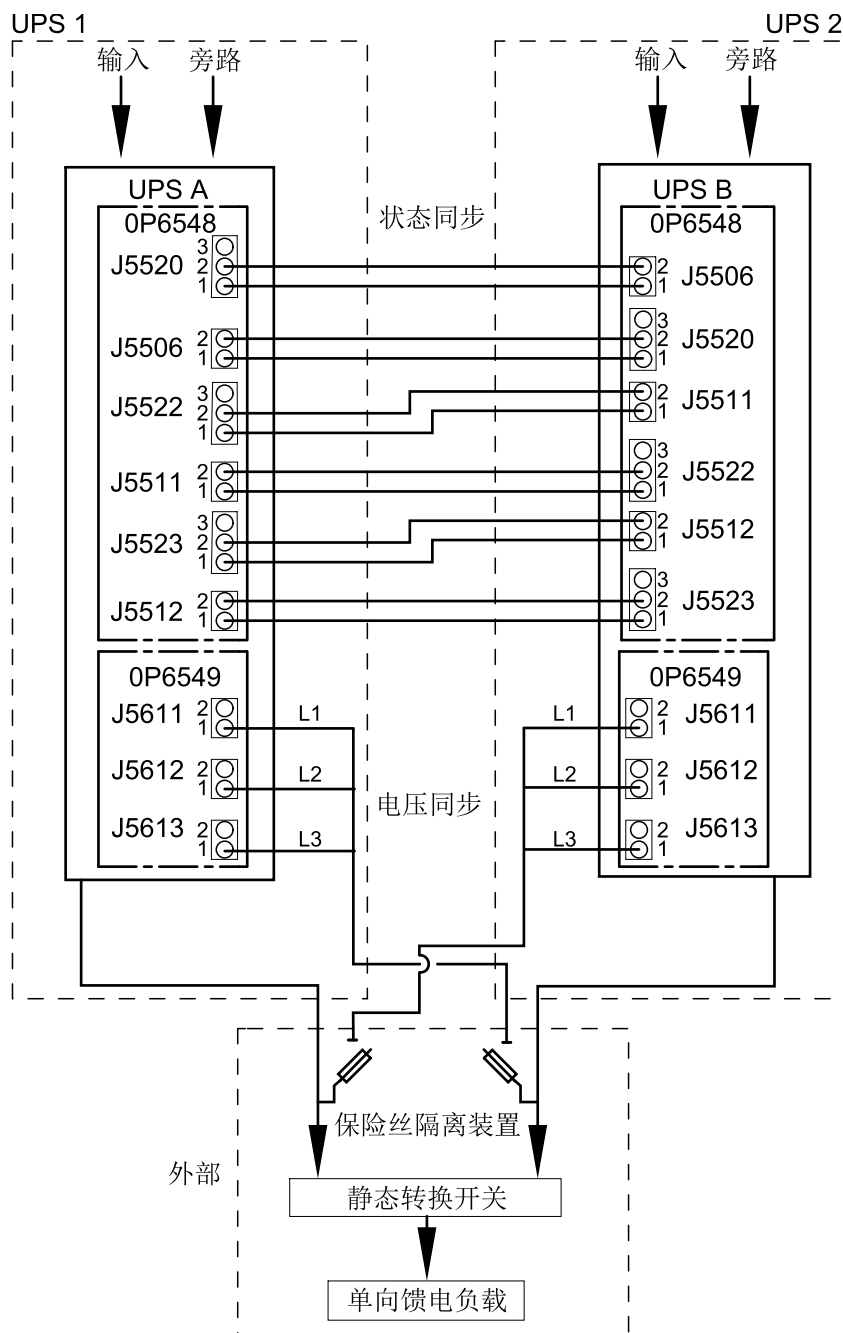 UPS 1
UPS 2
输入 旁路
输入 旁路
UPS A
UPS B
状态同步
0P6548
0P6548
3
J5520 2
1
2 J5506
1
J5506 2
1
3
2 J5520
1
3
J5522 2
1
2 J5511
1
J5511 2
1
3
2 J5522
1
3
J5523 2
1
2 J5512
1
J5512 2
1
3
2 J5523
1
0P6549
0P6549
J5611 2
1
L1
L1
2 J5611
1
J5612 2
1
L2
L2
2 J5612
1
电压同步
J5613 2
1
L3
L3
2 J5613
1
保险丝隔离装置
外部
静态转换开关
单向馈电负载